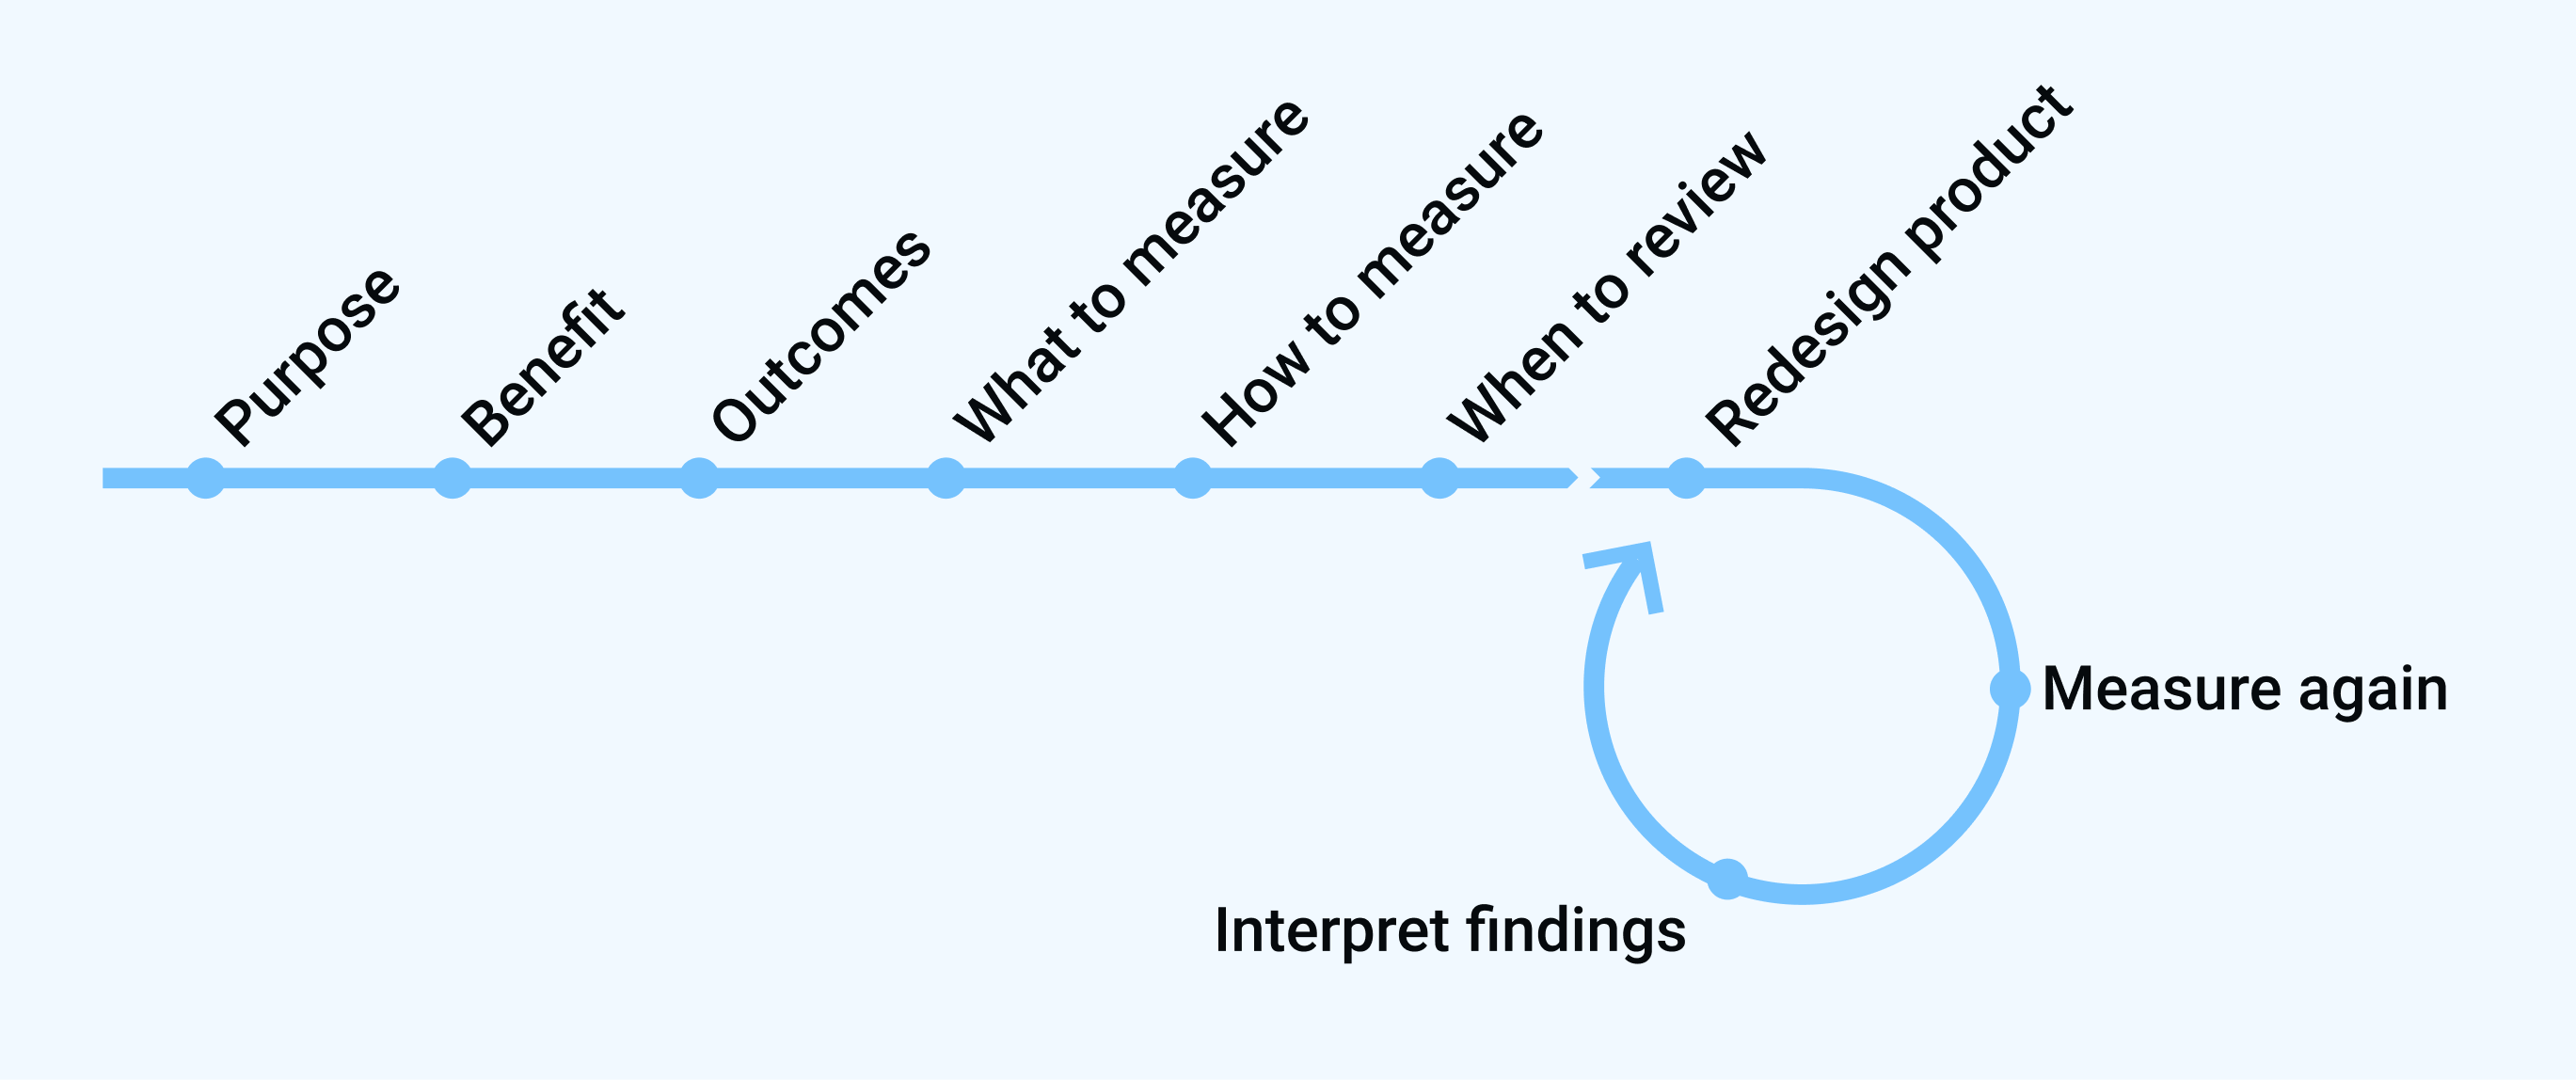 Purpose
Benefit
Outcomes
What to measure
How to measure
When to review
Redesign product
Measure again
Interpret findings